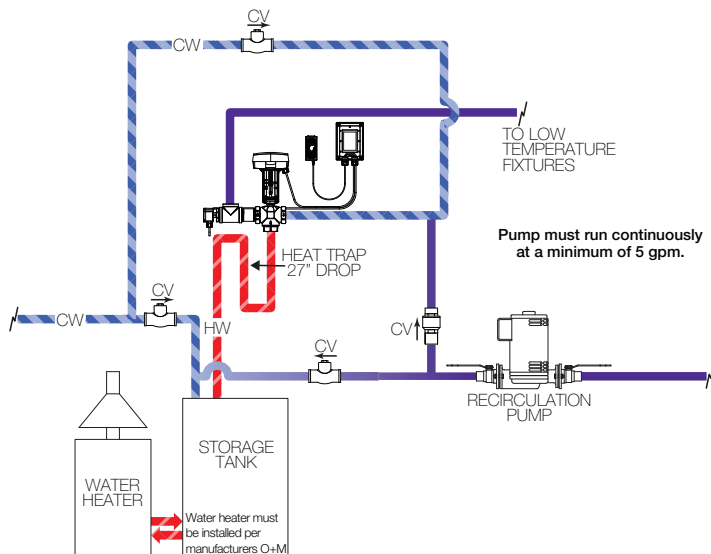 CV
CW
TO LOW
TEMPERATURE
FIXTURES
Pump must run continuously
at a minimum of 5 gpm.
HEAT TRAP
27" DROP
CV
CW
HW
CV
CV
RECIRCULATION
PUMP
STORAGE
TANK
WATER
HEATER
Water heater must
be installed per
manufacturers O+M